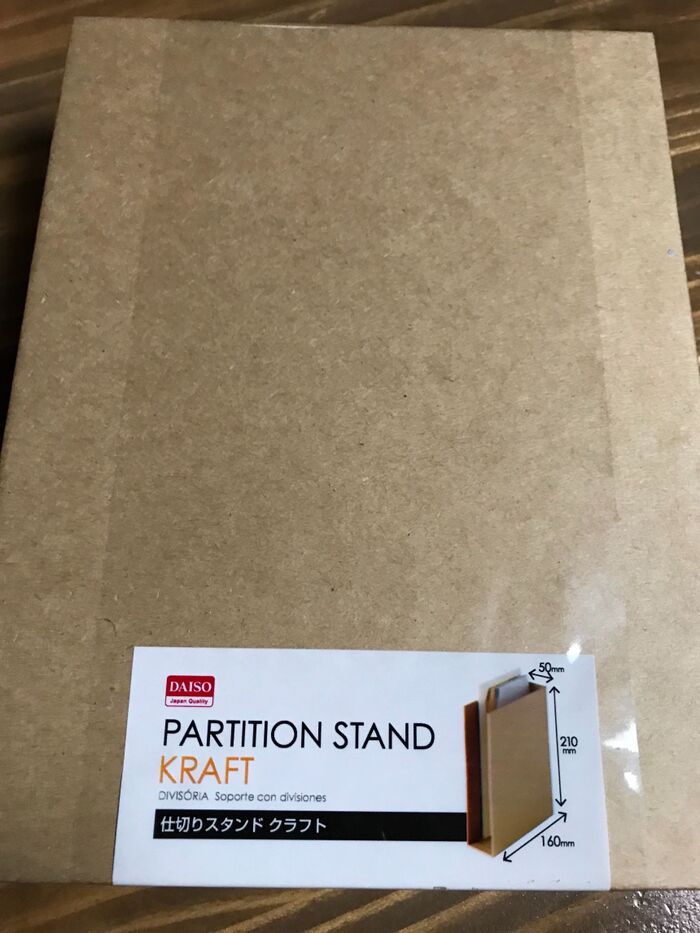 DAISO
Japan Quality
PARTITION STAND
KRAFT
DIVISÓRIA Soporte con divisiones
仕切りスタンド クラフト
50mm
210
mm
160mm